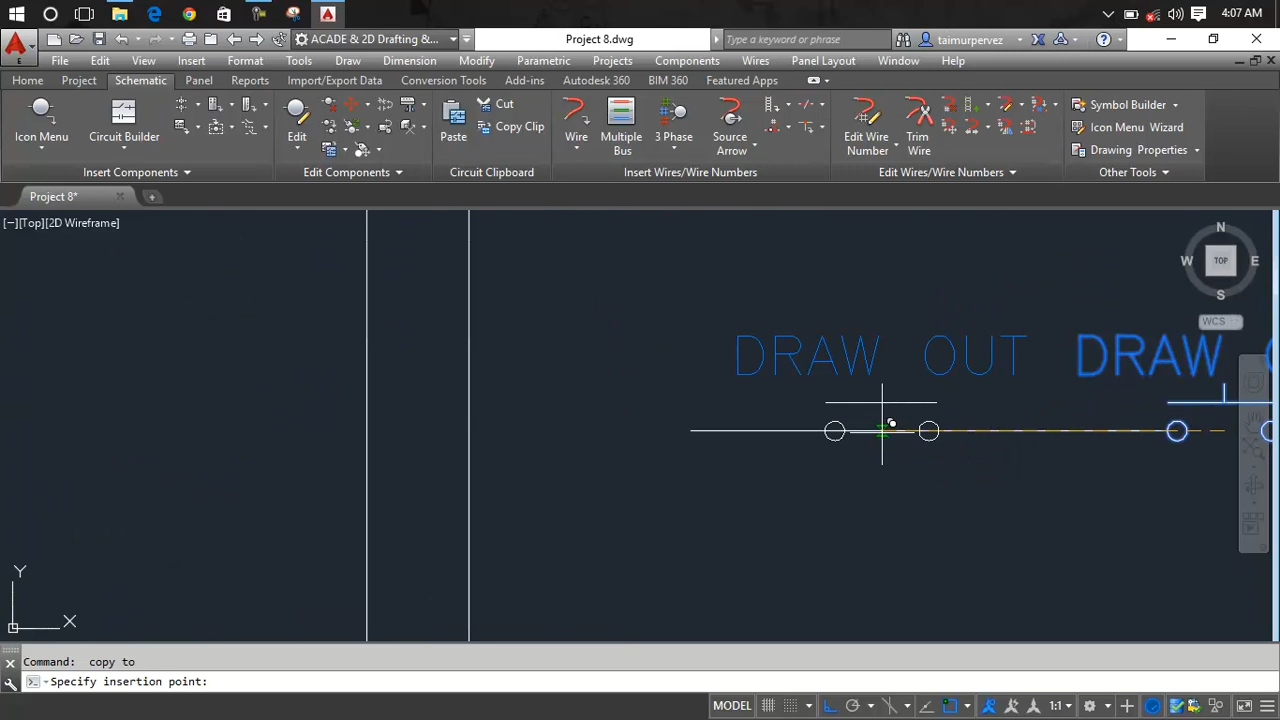 4:07 AM
ACADE & 2D Drafting &...
Project 8.dwg
Type a keyword or phrase
taimurpervez
E
File Edit View Insert Format Tools Draw Dimension Modify Parametric Projects Components Wires Panel Layout Window Help
Home Project Schematic Panel Reports Import/Export Data Conversion Tools Add-ins Autodesk 360 BIM 360 Featured Apps
Icon Menu
Circuit Builder
Edit
Paste
Cut
Copy Clip
Wire
Multiple Bus
3 Phase
Source Arrow
Edit Wire Number
Trim Wire
Symbol Builder
Icon Menu Wizard
Drawing Properties
Insert Components
Edit Components
Circuit Clipboard
Insert Wires/Wire Numbers
Edit Wires/Wire Numbers
Other Tools
Project 8*
[−][Top][2D Wireframe]
N
W TOP E
S
WCS
DRAW OUT DRAW
Y
X
Command: copy to
Specify insertion point:
MODEL
1:1